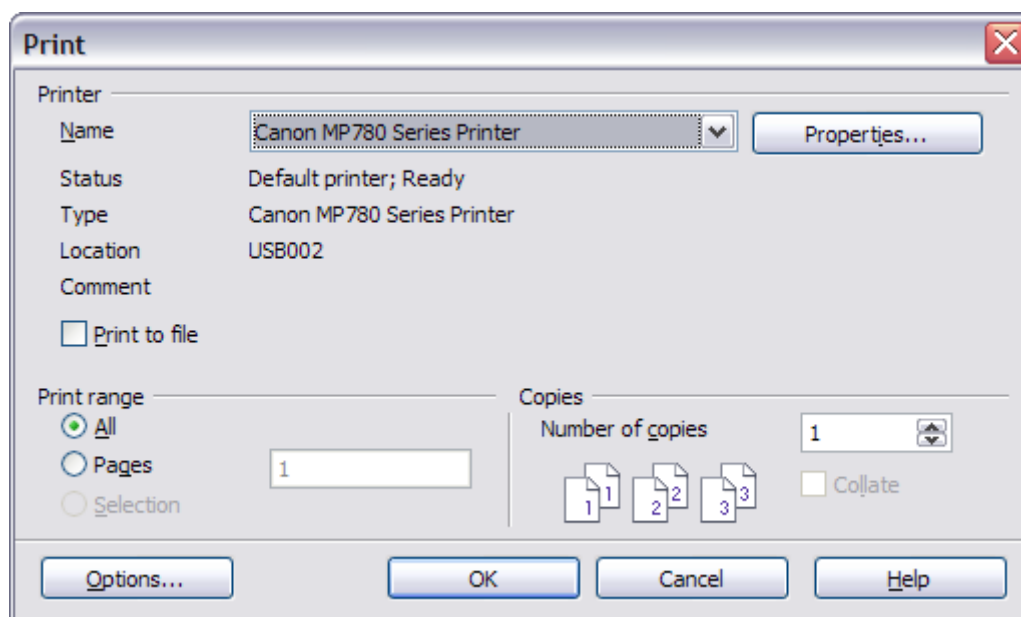 Print
Printer
Name Canon MP780 Series Printer Properties...
Status Default printer; Ready
Type Canon MP780 Series Printer
Location USB002
Comment
Print to file
Print range
All
Pages 1
Selection
Copies
Number of copies 1
1 1 2 2 3 3
Collate
Options... OK Cancel Help